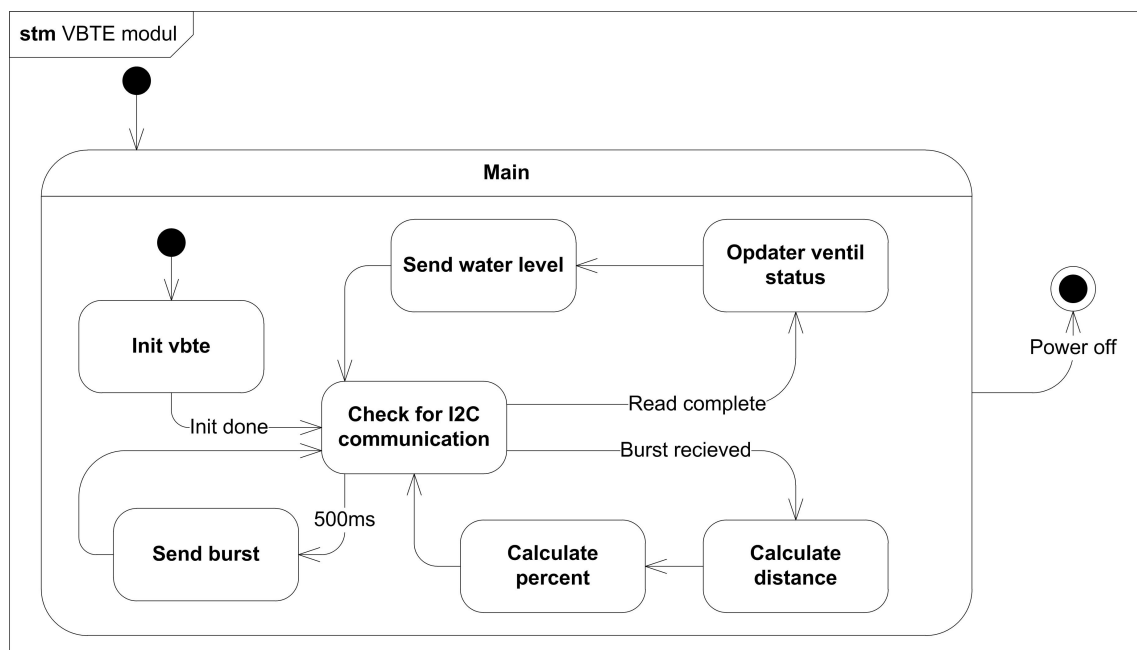 stm VBTE modul
Main
Send water level
Opdater ventil
status
Init vbte
Power off
Check for I2C
communication
Read complete
Init done
Burst recieved
500ms
Send burst
Calculate
percent
Calculate
distance